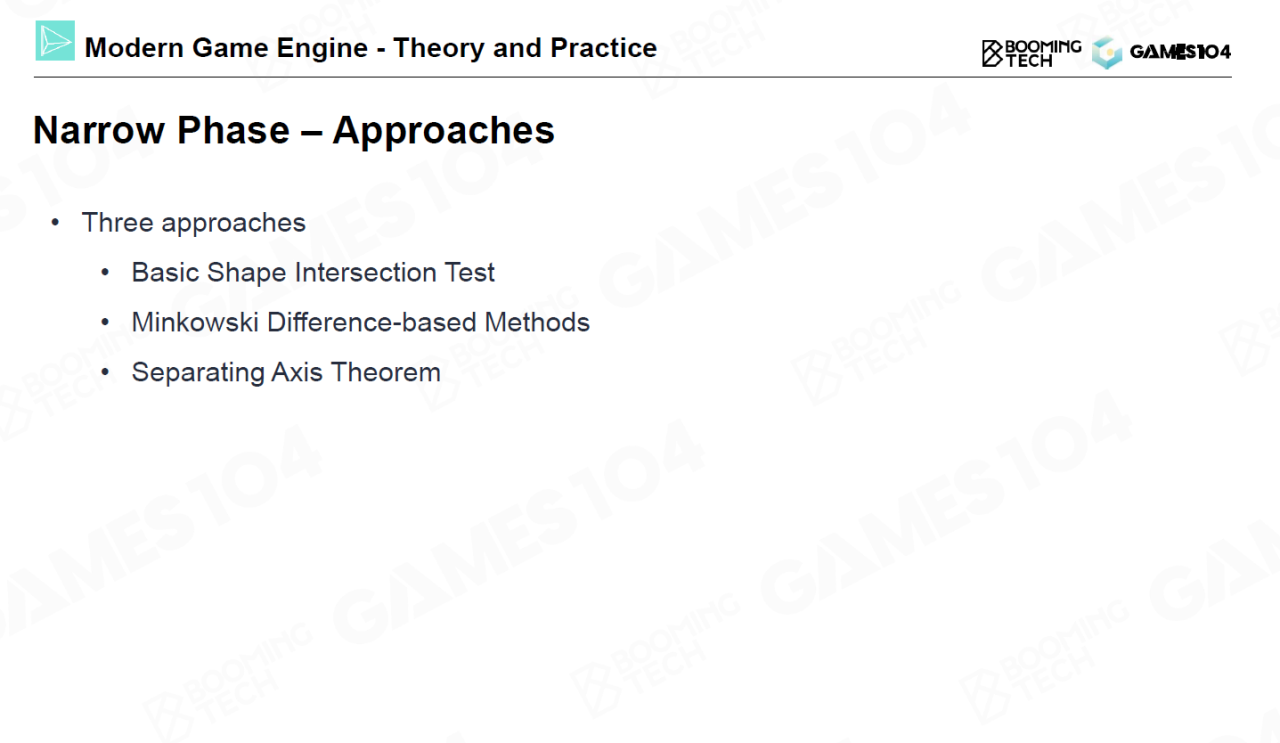 Modern Game Engine - Theory and Practice
BOOMING
TECH
GAMES104
Narrow Phase – Approaches
• Three approaches
• Basic Shape Intersection Test
• Minkowski Difference-based Methods
• Separating Axis Theorem